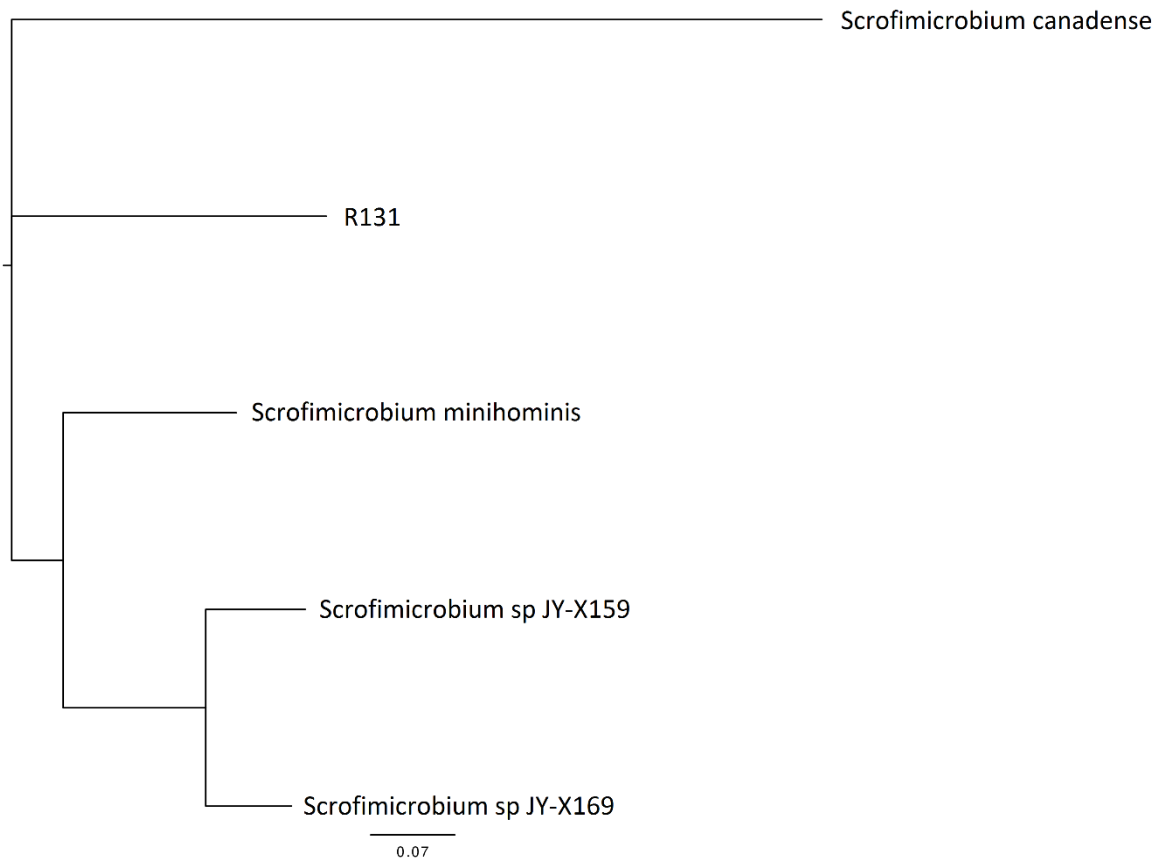 Scrofimicrobium canadense
R131
Scrofimicrobium minihominis
Scrofimicrobium sp JY-X159
Scrofimicrobium sp JY-X169
0.07